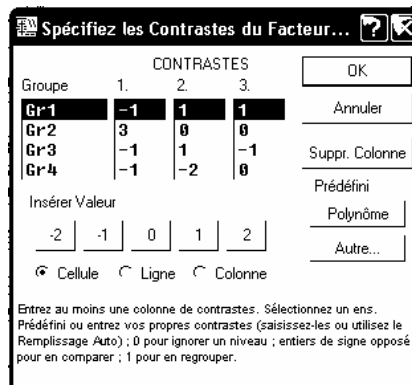 Spécifiez les Contrastes du Facteur... ?
CONTRASTES
Groupe 1. 2. 3.
Gr1 -1 1 1
Gr2 3 0 0
Gr3 -1 1 -1
Gr4 -1 -2 0
Insérer Valeur
-2 -1 0 1 2
Cellule Ligne Colonne
OK
Annuler
Suppr. Colonne
Prédéfini
Polynôme
Autre...
Entrez au moins une colonne de contrastes. Sélectionnez un ens.
Prédéfini ou entrez vos propres contrastes (saisissez-les ou utilisez le
Remplissage Auto) ; 0 pour ignorer un niveau ; entiers de signe opposé
pour en comparer ; 1 pour en regrouper.